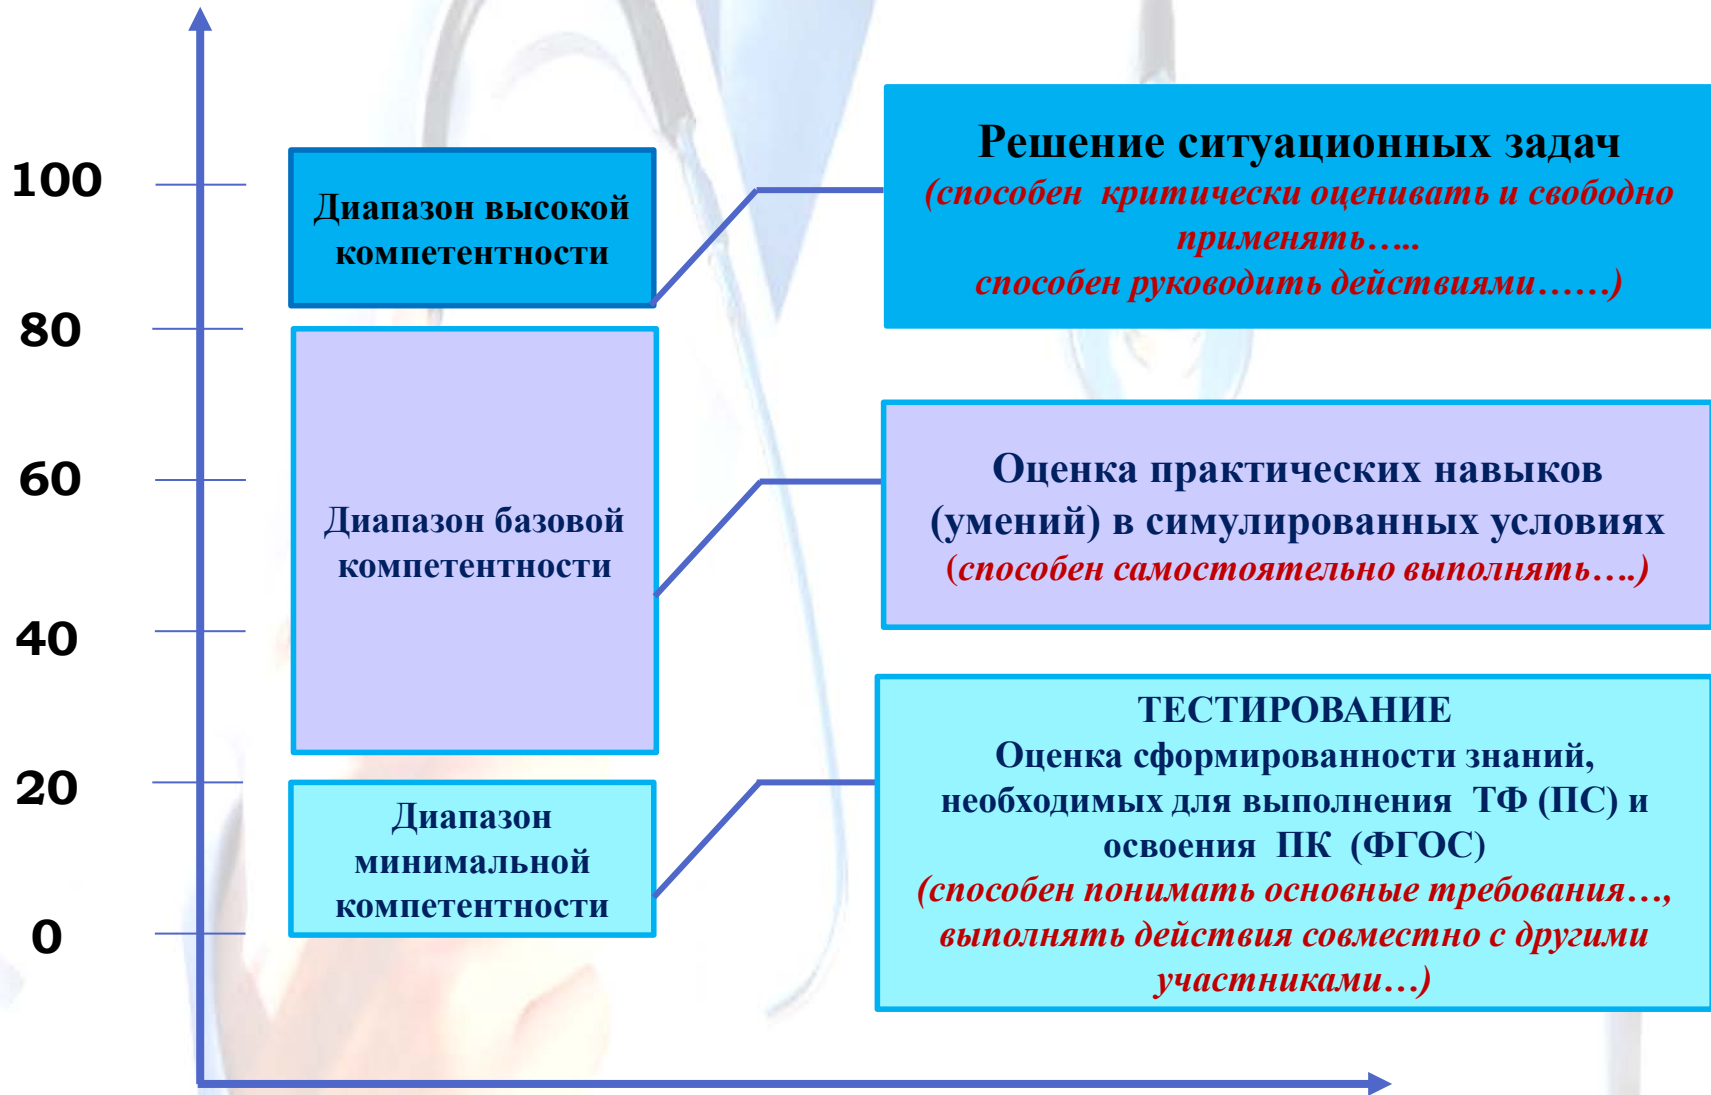 100
80
60
40
20
0
Диапазон высокой
компетентности
Диапазон базовой
компетентности
Диапазон
минимальной
компетентности
Решение ситуационных задач
(способен критически оценивать и свободно
применять…..
способен руководить действиями……)
Оценка практических навыков
(умений) в симулированных условиях
(способен самостоятельно выполнять….)
ТЕСТИРОВАНИЕ
Оценка сформированности знаний,
необходимых для выполнения ТФ (ПС) и
освоения ПК (ФГОС)
(способен понимать основные требования…,
выполнять действия совместно с другими
участниками…)